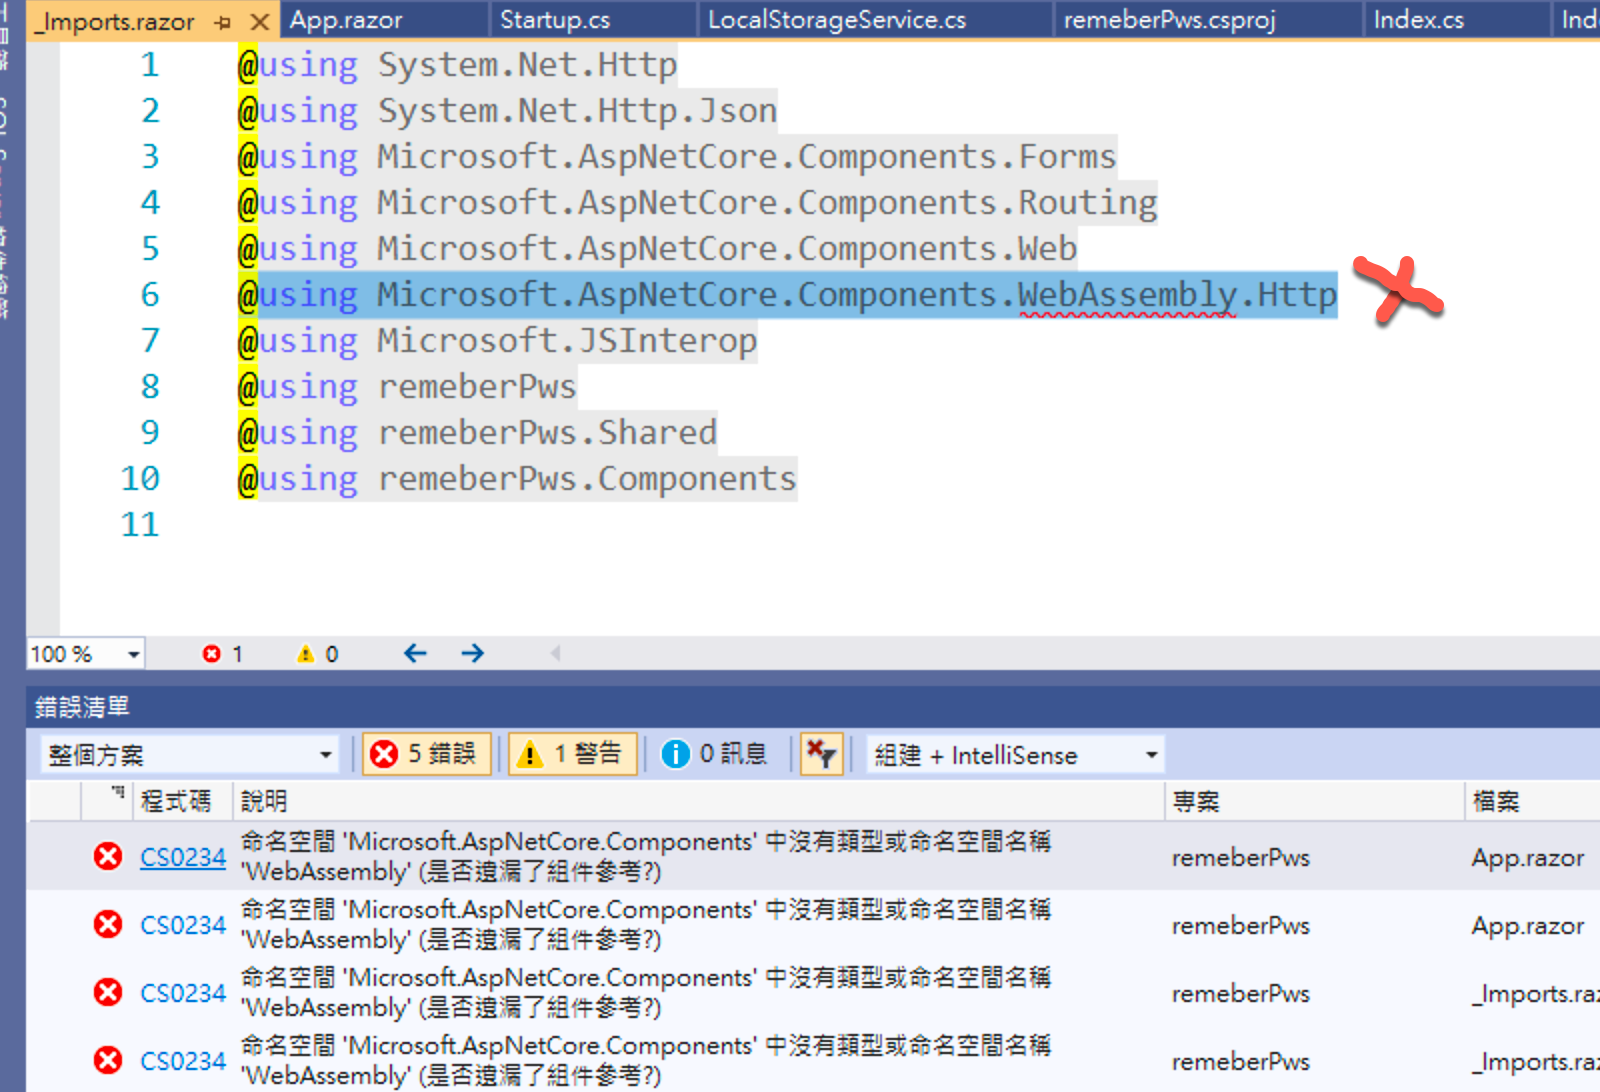 _Imports.razor
App.razor
Startup.cs
LocalStorageService.cs
remeberPws.csproj
Index.cs
1 @using System.Net.Http
2 @using System.Net.Http.Json
3 @using Microsoft.AspNetCore.Components.Forms
4 @using Microsoft.AspNetCore.Components.Routing
5 @using Microsoft.AspNetCore.Components.Web
6 @using Microsoft.AspNetCore.Components.WebAssembly.Http
7 @using Microsoft.JSInterop
8 @using remeberPws
9 @using remeberPws.Shared
10 @using remeberPws.Components
11
100 % 1 0
錯誤清單
整個方案 5 錯誤 1 警告 0 訊息 組建 + IntelliSense
程式碼 說明 專案 檔案
CS0234 命名空間 'Microsoft.AspNetCore.Components' 中沒有類型或命名空間名稱
'WebAssembly' (是否遺漏了組件參考?) remeberPws App.razor
CS0234 命名空間 'Microsoft.AspNetCore.Components' 中沒有類型或命名空間名稱
'WebAssembly' (是否遺漏了組件參考?) remeberPws App.razor
CS0234 命名空間 'Microsoft.AspNetCore.Components' 中沒有類型或命名空間名稱
'WebAssembly' (是否遺漏了組件參考?) remeberPws _Imports.raz
CS0234 命名空間 'Microsoft.AspNetCore.Components' 中沒有類型或命名空間名稱
'WebAssembly' (是否遺漏了組件參考?) remeberPws _Imports.raz